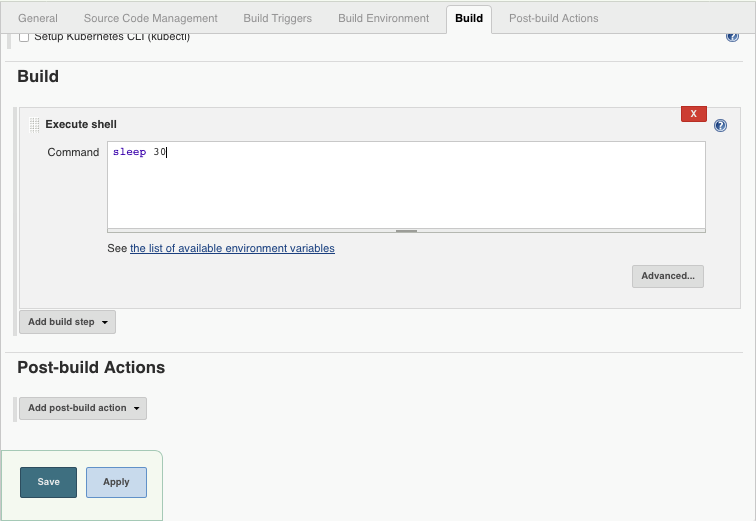 General Source Code Management Build Triggers Build Environment Build Post-build Actions
Setup Kubernetes CLI (kubectl)
?
Build
X
Execute shell
?
Command sleep 30
See the list of available environment variables
Advanced...
Add build step
Post-build Actions
Add post-build action
Save Apply